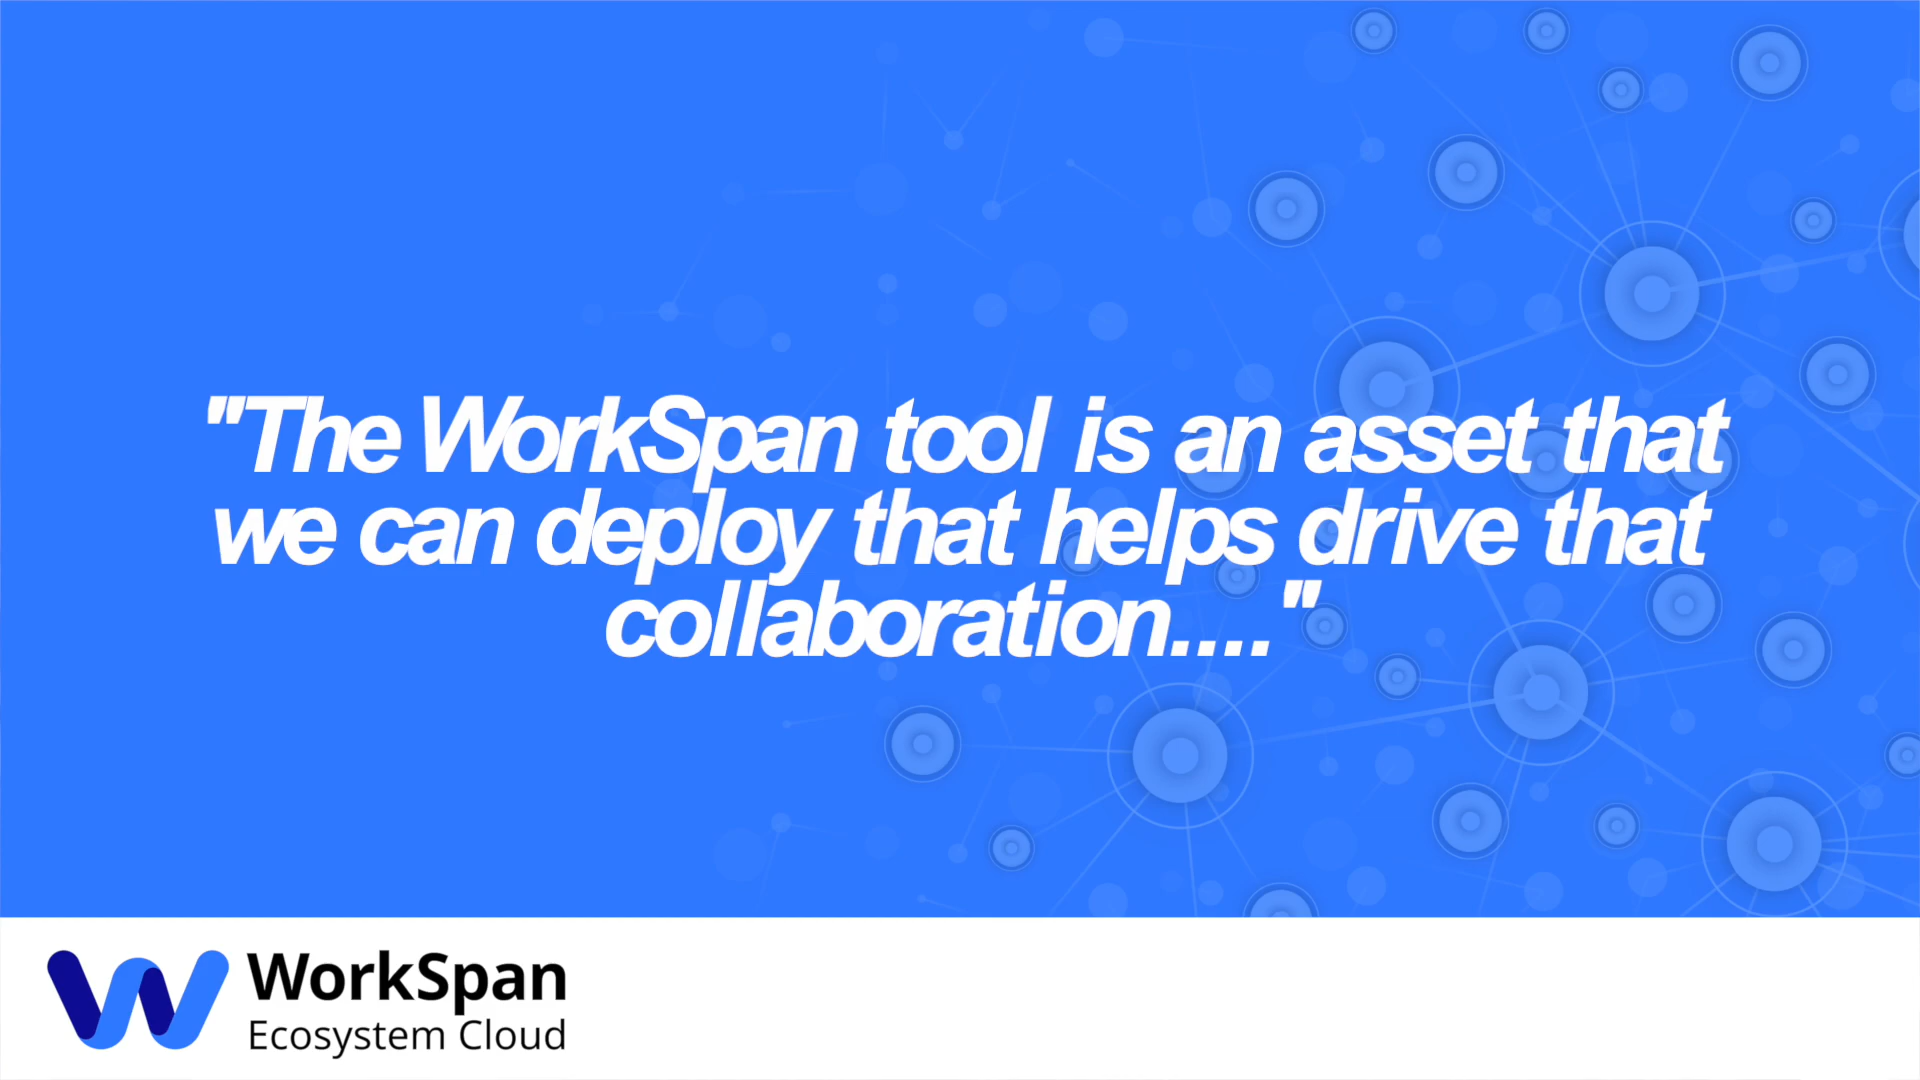 "The WorkSpan tool is an asset that
we can deploy that helps drive that
collaboration...."
WorkSpan
Ecosystem Cloud